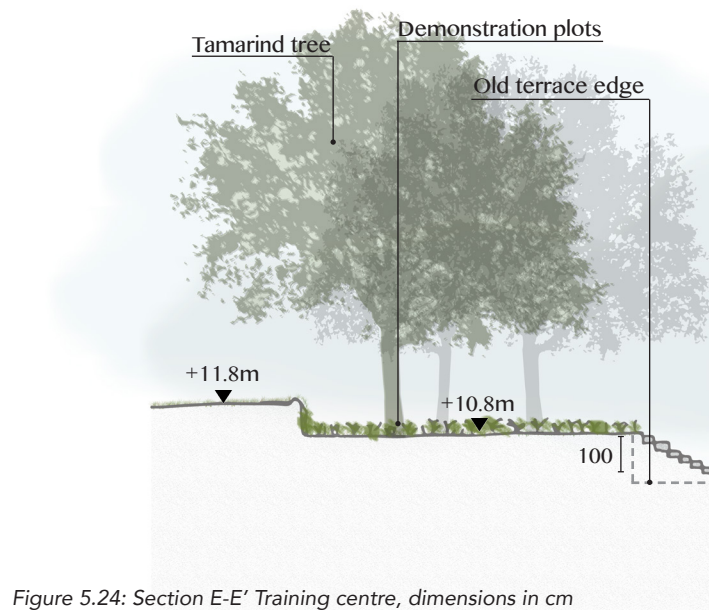 Demonstration plots
Tamarind tree
Old terrace edge
+11.8m
+10.8m
100
Figure 5.24: Section E-E' Training centre, dimensions in cm